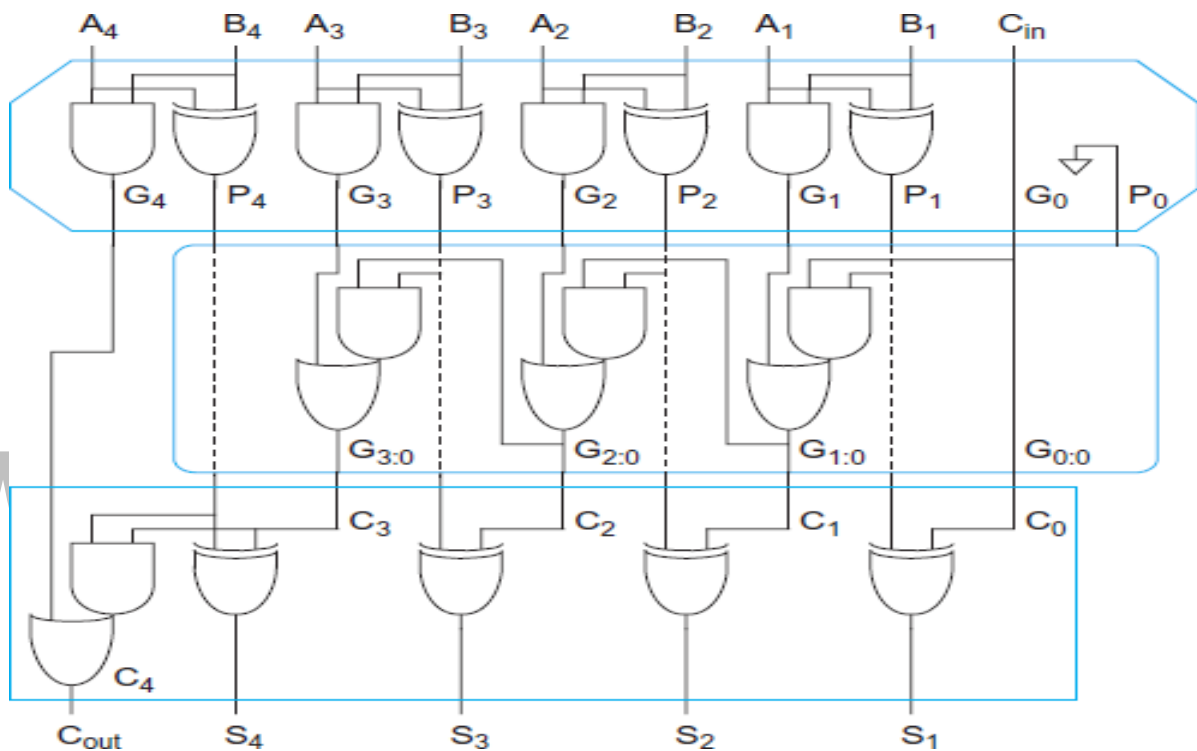 A4 B4 A3 B3 A2 B2 A1 B1 Cin
G4 P4 G3 P3 G2 P2 G1 P1 G0 P0
G3:0 G2:0 G1:0 G0:0
C3 C2 C1 C0
C4
Cout S4 S3 S2 S1